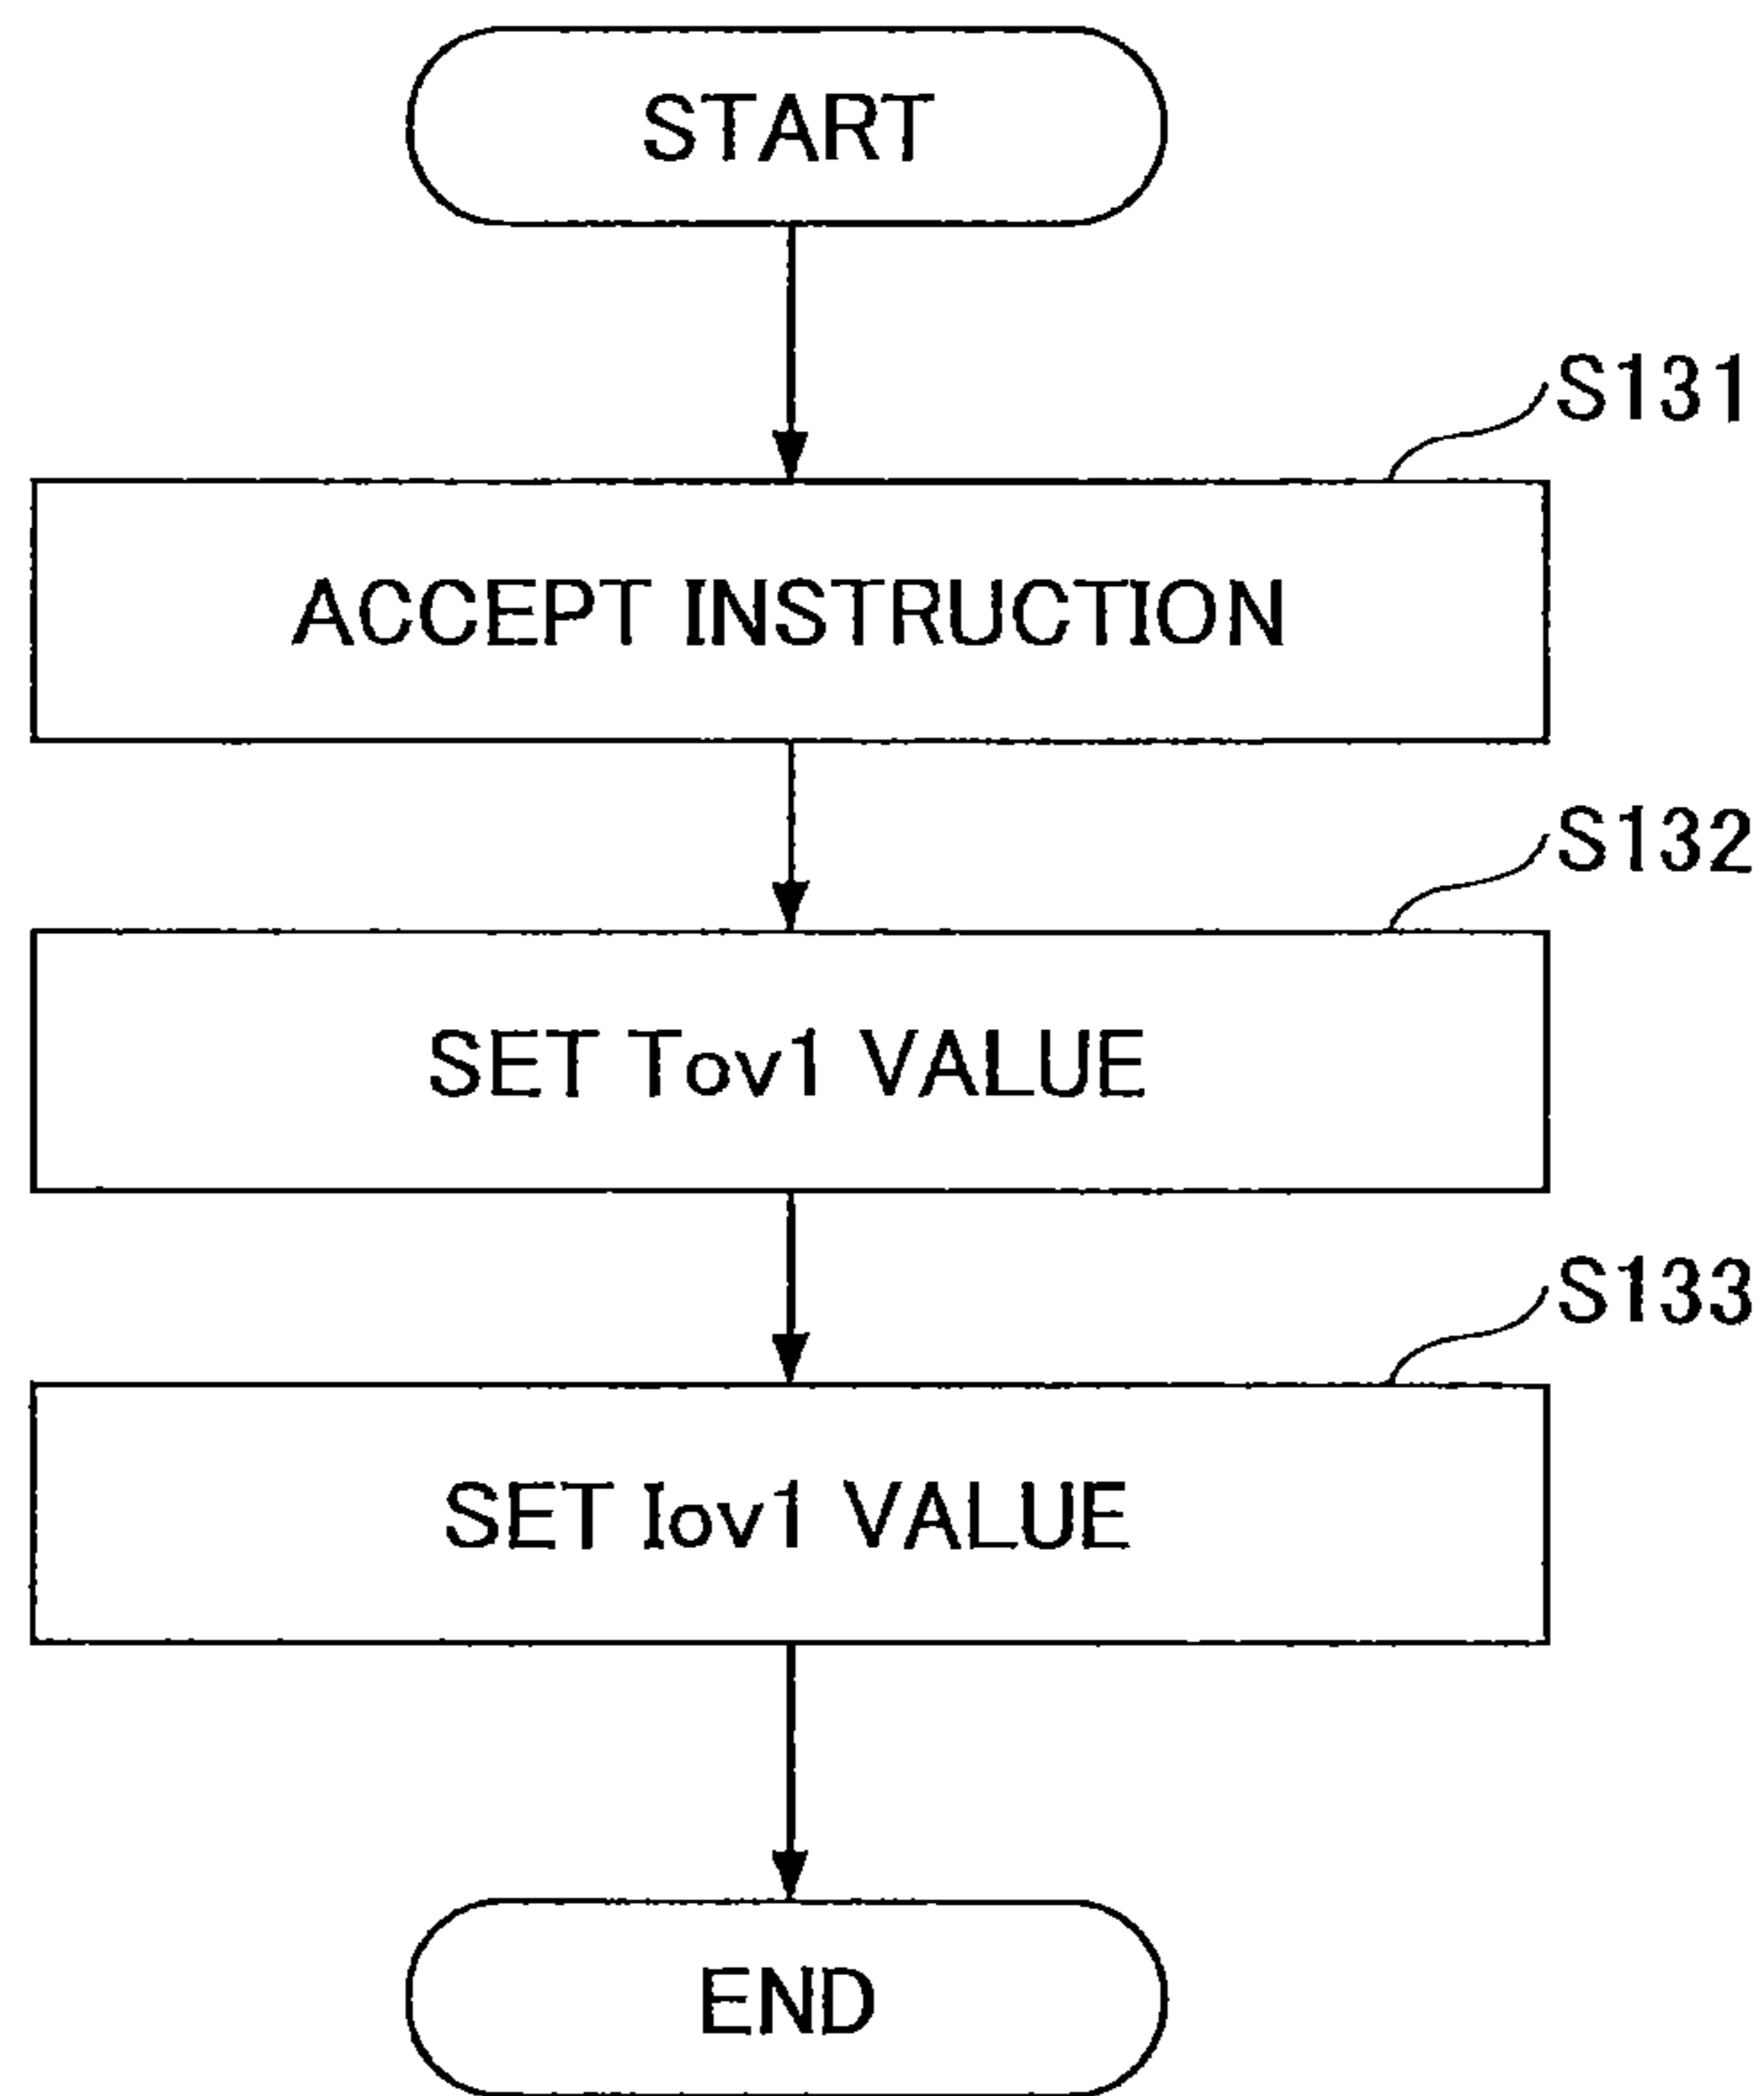 START
S131
ACCEPT INSTRUCTION
S132
SET Tov1 VALUE
S133
SET Iov1 VALUE
END